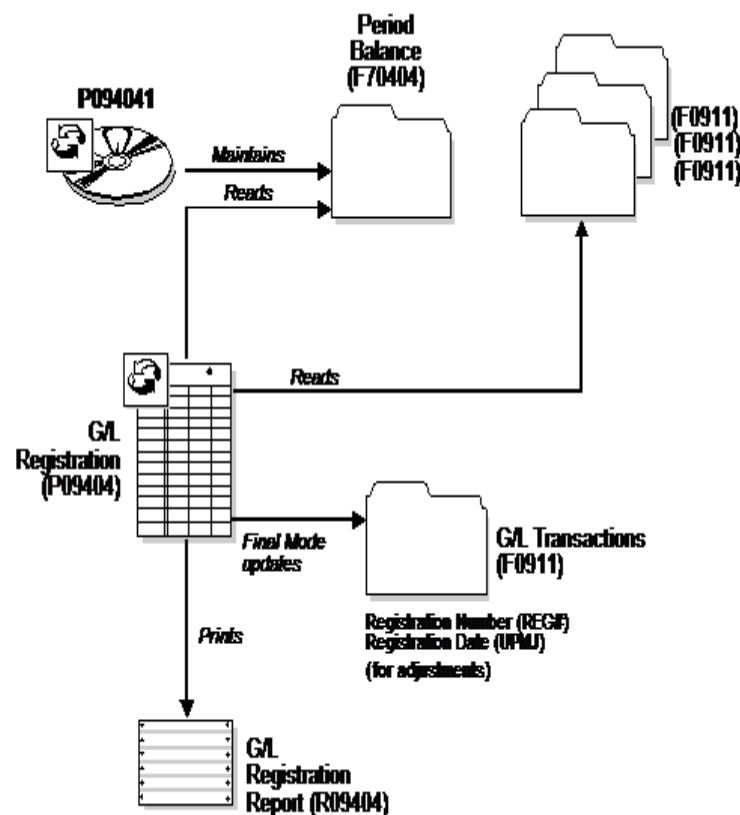 Period
Balance
(F70404)
P094041
(F0911)
(F0911)
(F0911)
Maintains
Reads
Reads
G/L
Registration
(P09404)
Final Mode
updates
G/L Transactions
(F0911)
Registration Number (REG#)
Registration Date (UPMJ)
(for adjustments)
Prints
G/L
Registration
Report (R09404)